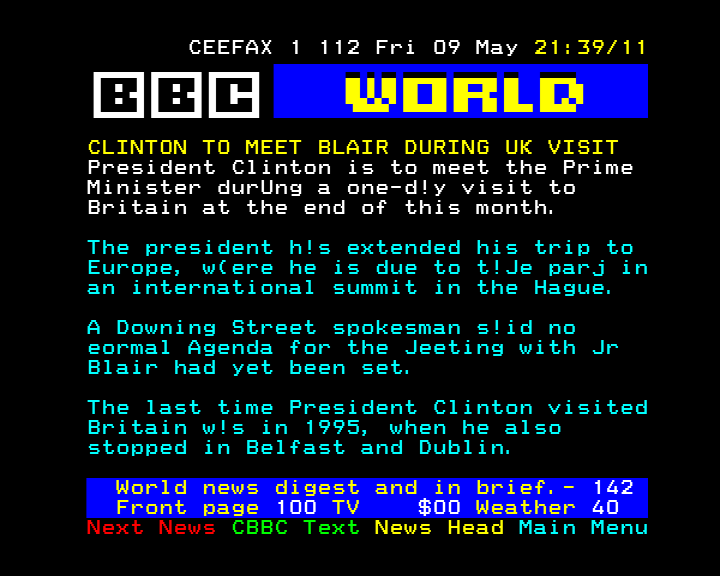 CEEFAX 1 112 Fri 09 May 21:39/11
BBC WORLD
CLINTON TO MEET BLAIR DURING UK VISIT
President Clinton is to meet the Prime
Minister durUng a one-d!y visit to
Britain at the end of this month.
The president h!s extended his trip to
Europe, w(ere he is due to t!Je parj in
an international summit in the Hague.
A Downing Street spokesman s!id no
eormal Agenda for the Jeeting with Jr
Blair had yet been set.
The last time President Clinton visited
Britain w!s in 1995, when he also
stopped in Belfast and Dublin.
World news digest and in brief.- 142
Front page 100 TV $00 Weather 40
Next News CBBC Text News Head Main Menu